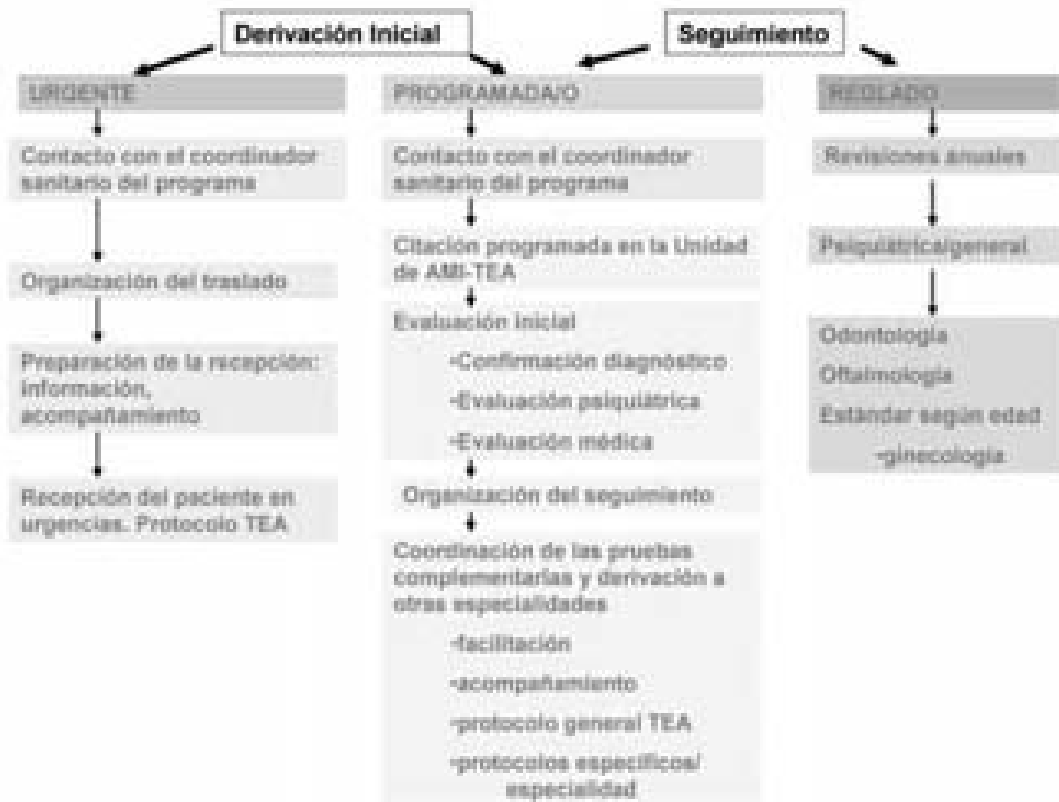 Derivación Inicial
Seguimiento
URGENTE
PROGRAMADA/O
REGLADO
Contacto con el coordinador
sanitario del programa
Organización del traslado
Preparación de la recepción:
información,
acompañamiento
Recepción del paciente en
urgencias. Protocolo TEA
Contacto con el coordinador
sanitario del programa
Citación programada en la Unidad
de AMI-TEA
Evaluación inicial
-Confirmación diagnóstico
-Evaluación psiquiátrica
-Evaluación médica
Organización del seguimiento
Coordinación de las pruebas
complementarias y derivación a
otras especialidades
-facilitación
-acompañamiento
-protocolo general TEA
-protocolos específicos/
especialidad
Revisiones anuales
Psiquiátrica/general
Odontología
Oftalmología
Estándar según edad
-ginecología